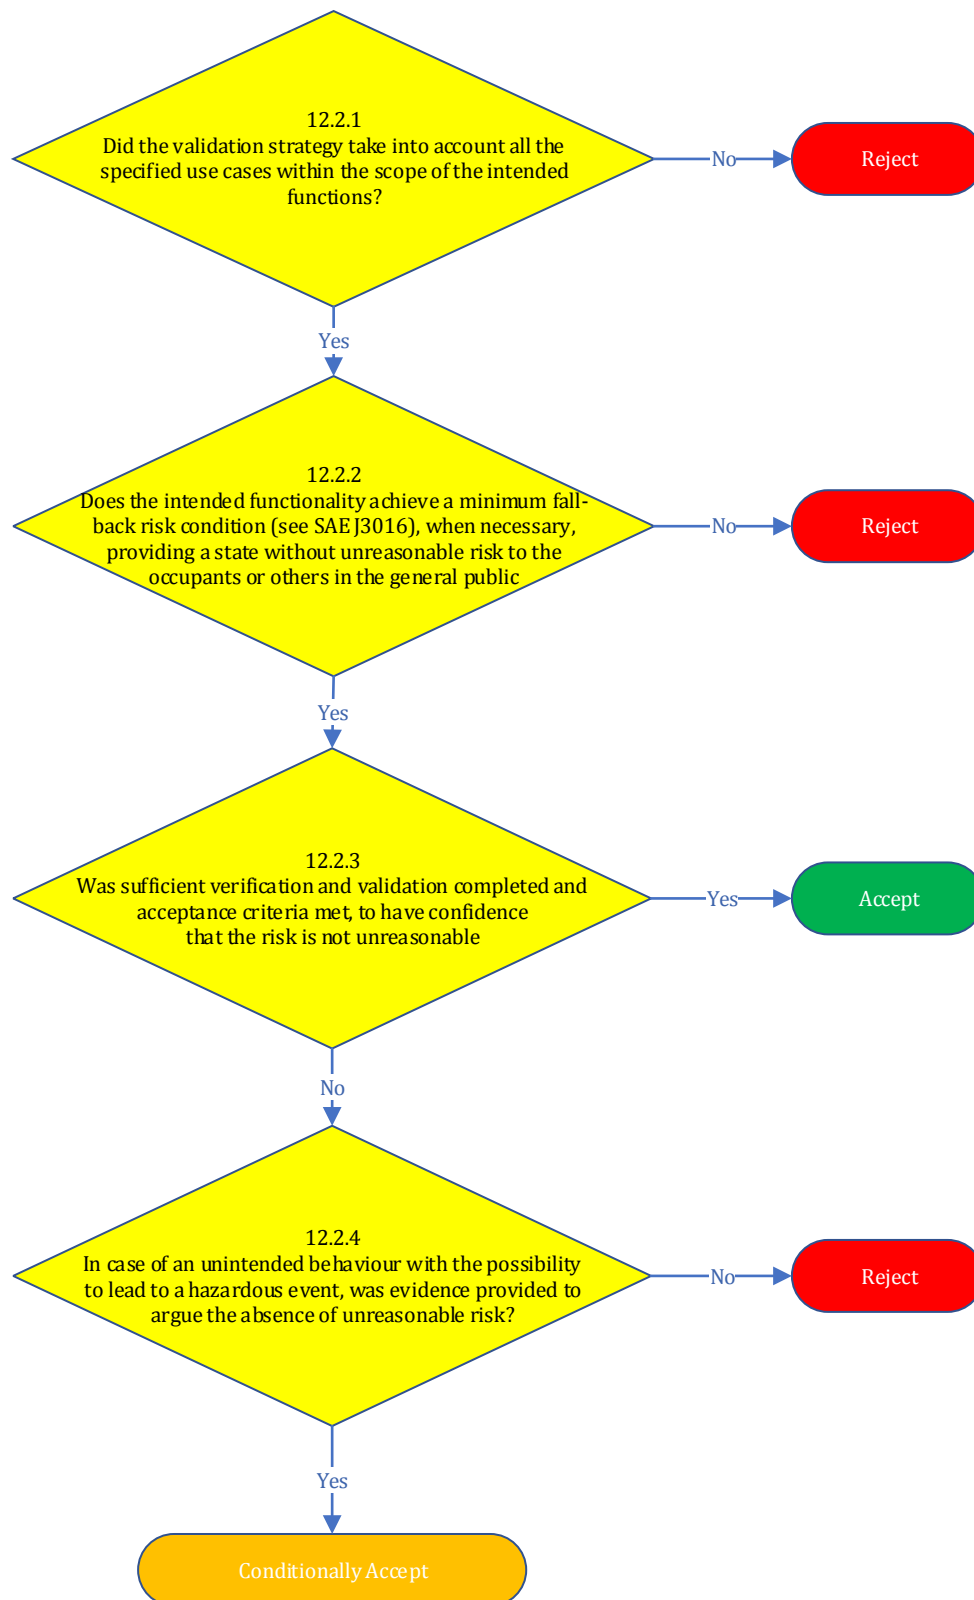 12.2.1
Did the validation strategy take into account all the
specified use cases within the scope of the intended
functions?
No
Reject
Yes
12.2.2
Does the intended functionality achieve a minimum fall-
back risk condition (see SAE J3016), when necessary,
providing a state without unreasonable risk to the
occupants or others in the general public
No
Reject
Yes
12.2.3
Was sufficient verification and validation completed and
acceptance criteria met, to have confidence
that the risk is not unreasonable
Yes
Accept
No
12.2.4
In case of an unintended behaviour with the possibility
to lead to a hazardous event, was evidence provided to
argue the absence of unreasonable risk?
No
Reject
Yes
Conditionally Accept